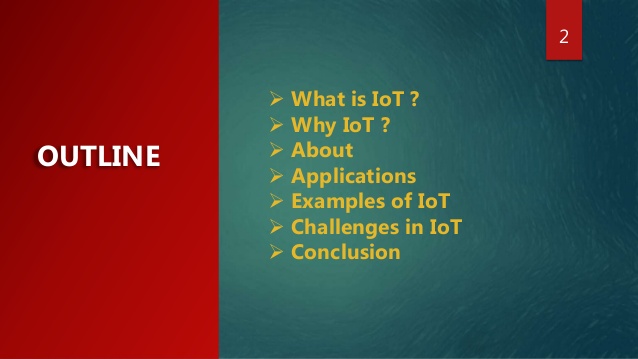 2
OUTLINE
➢ What is IoT ?
➢ Why IoT ?
➢ About
➢ Applications
➢ Examples of IoT
➢ Challenges in IoT
➢ Conclusion